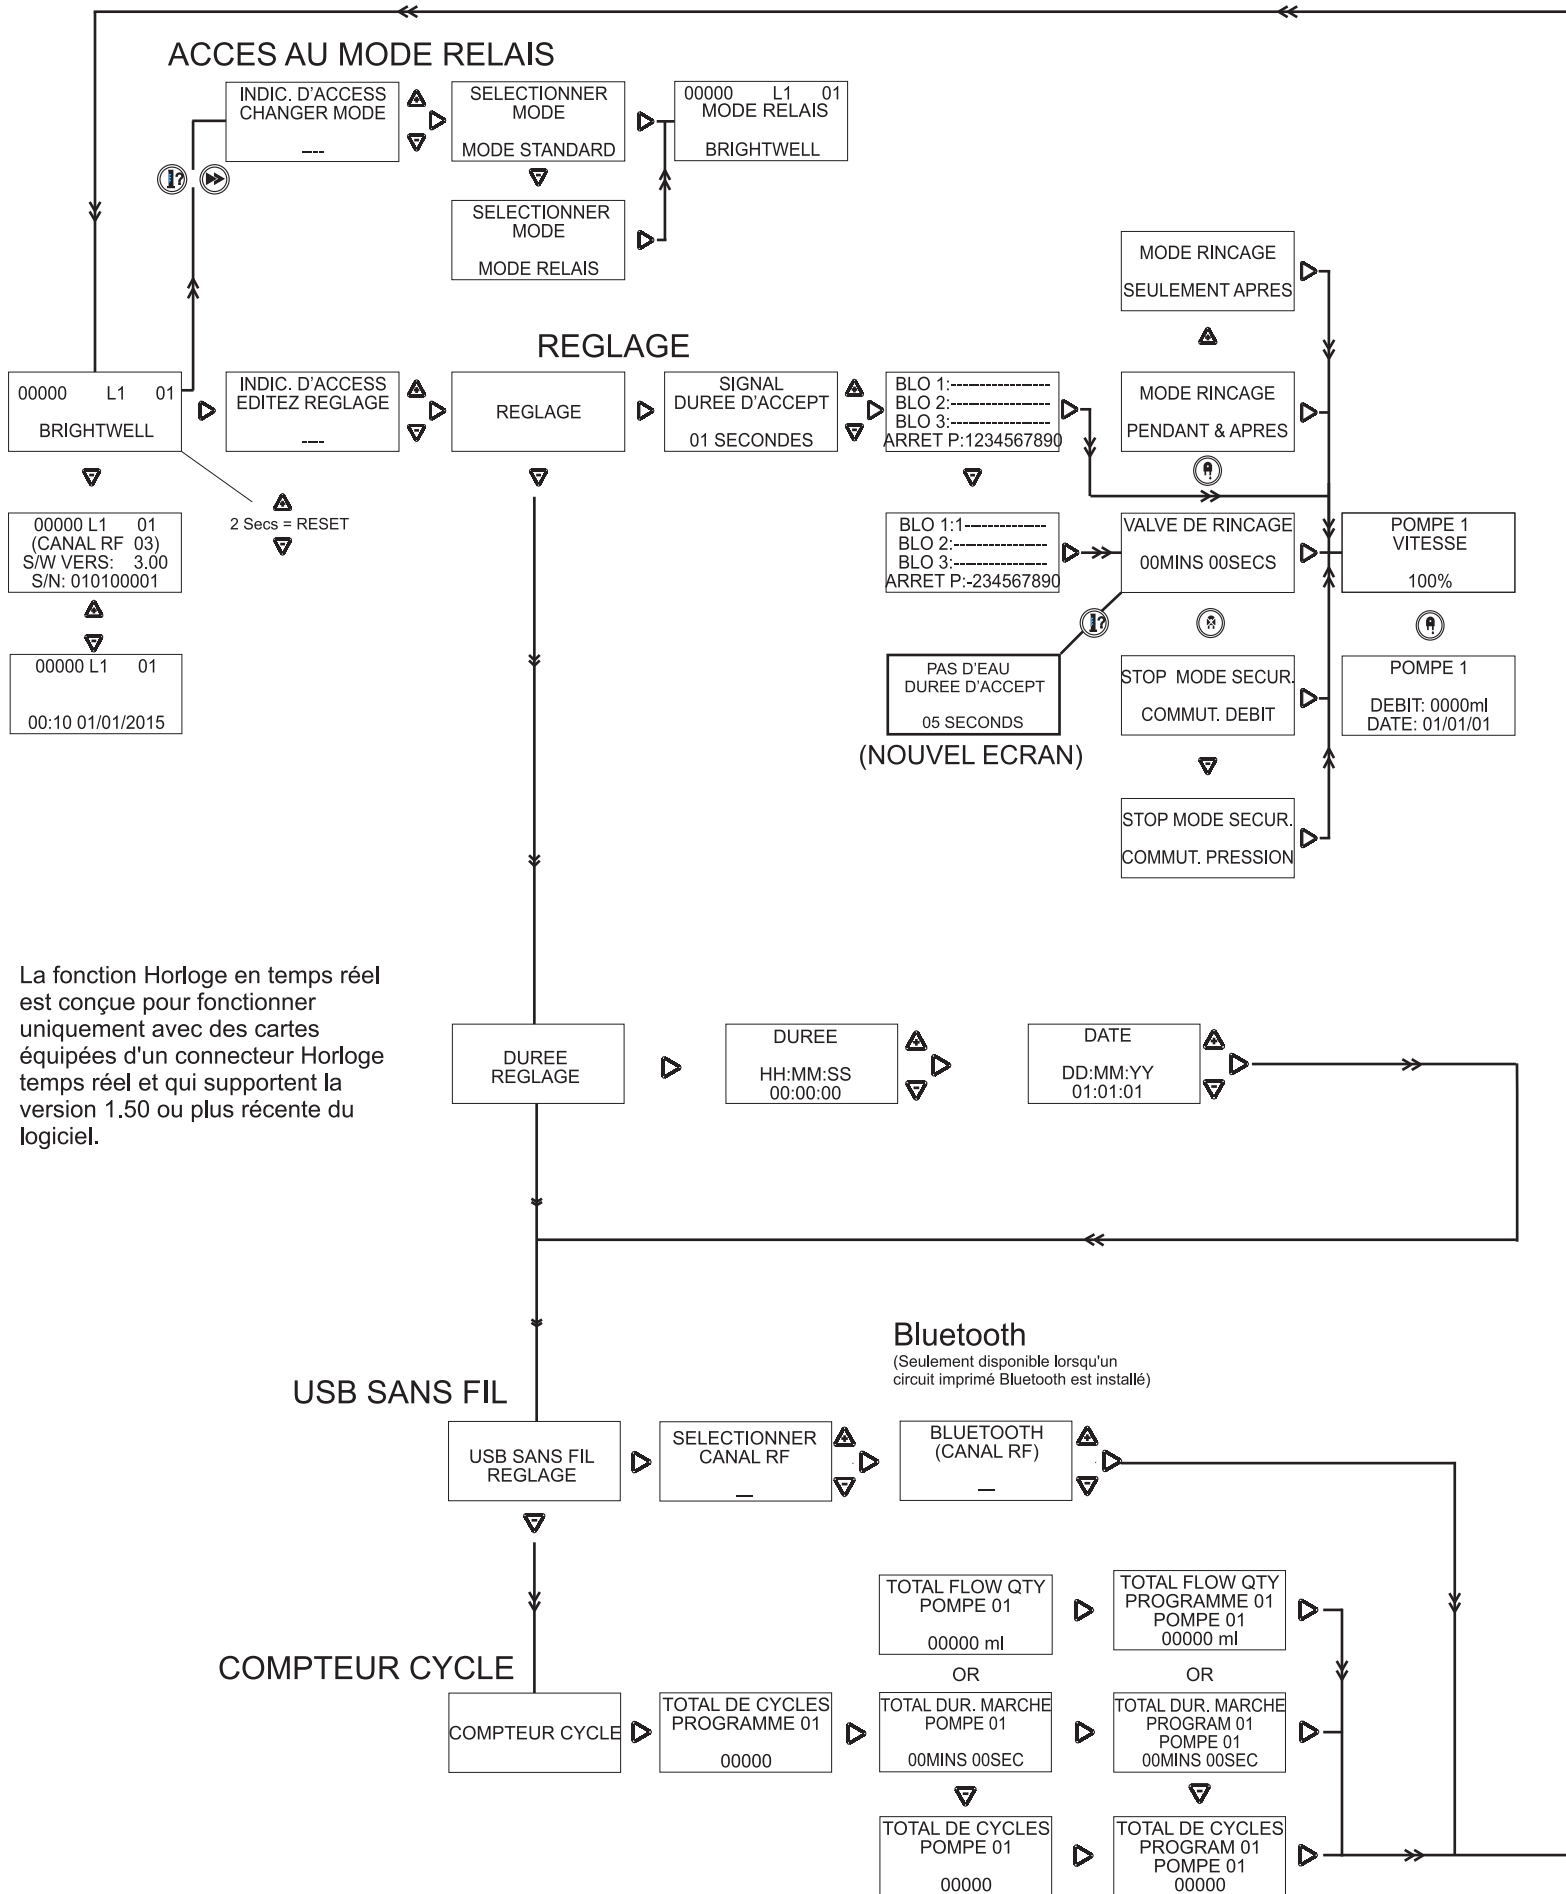 ACCES AU MODE RELAIS
INDIC. D'ACCESS
CHANGER MODE
----
SELECTIONNER
MODE
MODE STANDARD
00000 L1 01
MODE RELAIS
BRIGHTWELL
SELECTIONNER
MODE
MODE RELAIS
MODE RINCAGE
SEULEMENT APRES
REGLAGE
00000 L1 01
BRIGHTWELL
INDIC. D'ACCESS
EDITEZ REGLAGE
----
REGLAGE
SIGNAL
DUREE D'ACCEPT
01 SECONDES
BLO 1:-------------------
BLO 2:-------------------
BLO 3:-------------------
ARRET P:1234567890
MODE RINCAGE
PENDANT & APRES
2 Secs = RESET
00000 L1 01
(CANAL RF 03)
S/W VERS: 3.00
S/N: 010100001
BLO 1:1-----------------
BLO 2:-------------------
BLO 3:-------------------
ARRET P:-234567890
VALVE DE RINCAGE
00MINS 00SECS
POMPE 1
VITESSE
100%
00000 L1 01
00:10 01/01/2015
PAS D'EAU
DUREE D'ACCEPT
05 SECONDS
(NOUVEL ECRAN)
STOP MODE SECUR.
COMMUT. DEBIT
POMPE 1
DEBIT: 0000ml
DATE: 01/01/01
STOP MODE SECUR.
COMMUT. PRESSION
La fonction Horloge en temps réel
est conçue pour fonctionner
uniquement avec des cartes
équipées d'un connecteur Horloge
temps réel et qui supportent la
version 1.50 ou plus récente du
logiciel.
DUREE
REGLAGE
DUREE
HH:MM:SS
00:00:00
DATE
DD:MM:YY
01:01:01
Bluetooth
(Seulement disponible lorsqu'un
circuit imprimé Bluetooth est installé)
USB SANS FIL
USB SANS FIL
REGLAGE
SELECTIONNER
CANAL RF
__
BLUETOOTH
(CANAL RF)
__
TOTAL FLOW QTY
POMPE 01
00000 ml
TOTAL FLOW QTY
PROGRAMME 01
POMPE 01
00000 ml
OR
OR
COMPTEUR CYCLE
COMPTEUR CYCLE
TOTAL DE CYCLES
PROGRAMME 01
00000
TOTAL DUR. MARCHE
POMPE 01
00MINS 00SEC
TOTAL DUR. MARCHE
PROGRAM 01
POMPE 01
00MINS 00SEC
TOTAL DE CYCLES
POMPE 01
00000
TOTAL DE CYCLES
PROGRAM 01
POMPE 01
00000